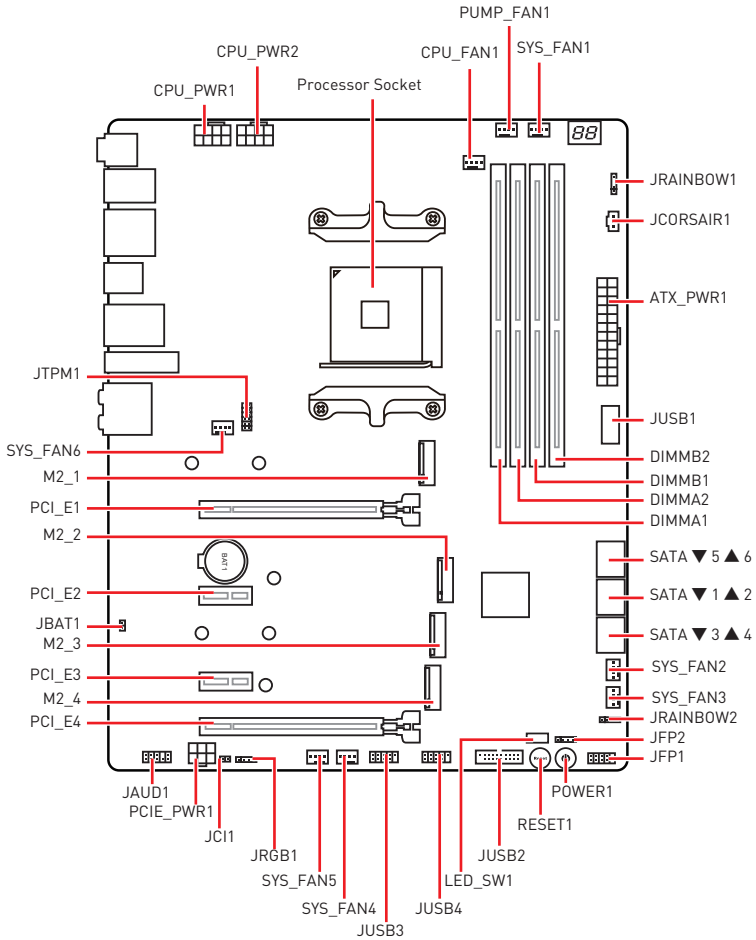 PUMP_FAN1
CPU_FAN1
SYS_FAN1
CPU_PWR2
CPU_PWR1
Processor Socket
88
JRAINBOW1
JCORSAIR1
ATX_PWR1
JTPM1
JUSB1
SYS_FAN6
DIMMB2
M2_1
DIMMB1
DIMMA2
PCI_E1
DIMMA1
M2_2
BAT1
SATA ▼ 5 ▲ 6
PCI_E2
SATA ▼ 1 ▲ 2
JBAT1
SATA ▼ 3 ▲ 4
M2_3
SYS_FAN2
PCI_E3
SYS_FAN3
M2_4
JRAINBOW2
PCI_E4
JFP2
JFP1
JAUD1
POWER1
PCIE_PWR1
RESET1
JCI1
JRGB1
JUSB2
SYS_FAN5
LED_SW1
SYS_FAN4
JUSB4
JUSB3